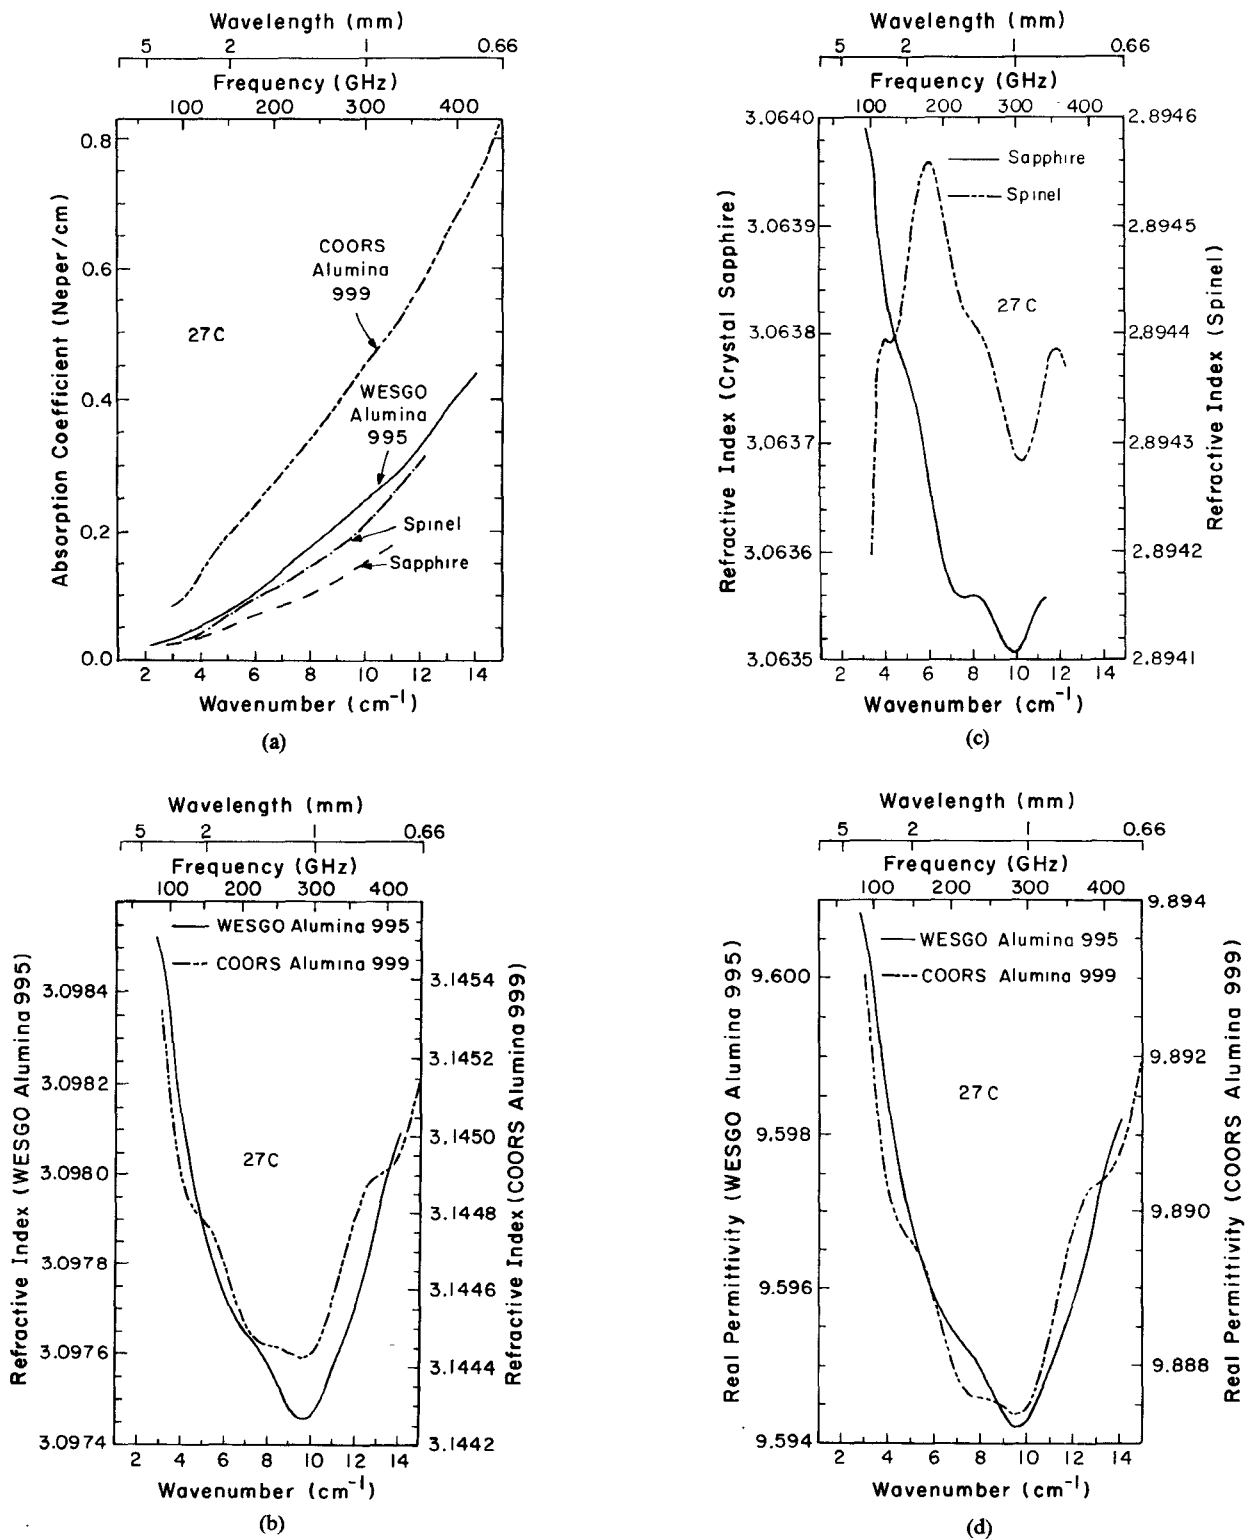 Wavelength (mm)
5 2 1 0.66
Frequency (GHz)
100 200 300 400
0.8
0.6
0.4
0.2
0.0
Absorption Coefficient (Neper/cm)
COORS
Alumina
999
27C
WESGO
Alumina
995
Spinel
Sapphire
2 4 6 8 10 12 14
Wavenumber (cm-1)
(a)
Wavelength (mm)
5 2 1 0.66
Frequency (GHz)
100 200 300 400
3.0640
3.0639
3.0638
3.0637
3.0636
3.0635
Refractive Index (Crystal Sapphire)
Sapphire
Spinel
27C
2.8946
2.8945
2.8944
2.8943
2.8942
2.8941
Refractive Index (Spinel)
2 4 6 8 10 12 14
Wavenumber (cm-1)
(c)
Wavelength (mm)
5 2 1 0.66
Frequency (GHz)
100 200 300 400
WESGO Alumina 995
COORS Alumina 999
3.0984
3.0982
3.0980
3.0978
3.0976
3.0974
Refractive Index (WESGO Alumina 995)
27C
3.1454
3.1452
3.1450
3.1448
3.1446
3.1444
3.1442
Refractive Index (COORS Alumina 999)
2 4 6 8 10 12 14
Wavenumber (cm-1)
(b)
Wavelength (mm)
5 2 1 0.66
Frequency (GHz)
100 200 300 400
WESGO Alumina 995
COORS Alumina 999
9.600
9.598
9.596
9.594
Real Permittivity (WESGO Alumina 995)
27C
9.894
9.892
9.890
9.888
Real Permittivity (COORS Alumina 999)
2 4 6 8 10 12 14
Wavenumber (cm-1)
(d)